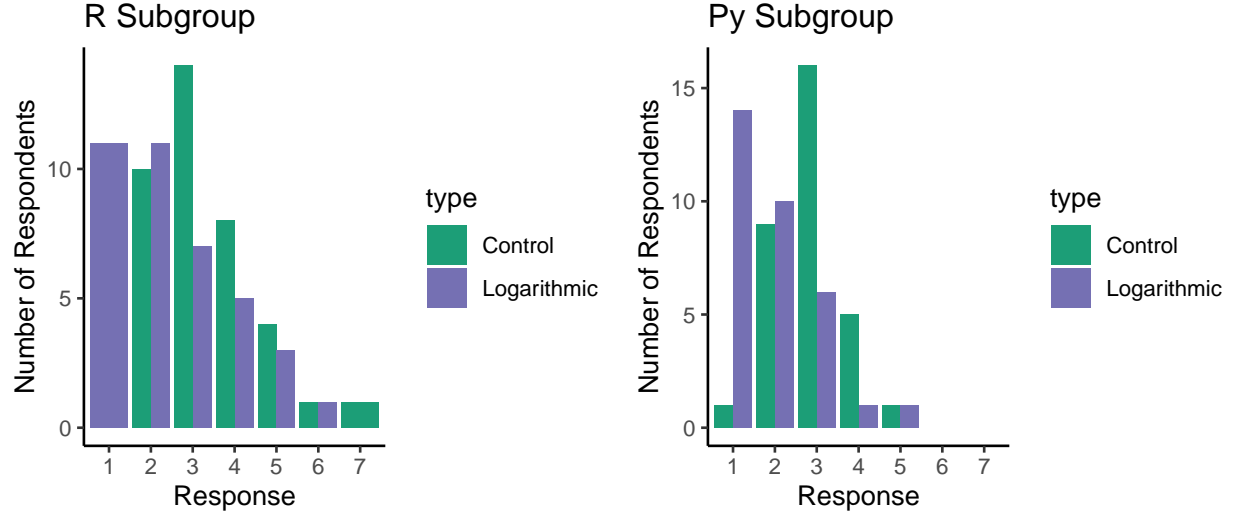 R Subgroup
Number of Respondents
10
5
0
1 2 3 4 5 6 7
Response
type
Control
Logarithmic
Py Subgroup
Number of Respondents
15
10
5
0
1 2 3 4 5 6 7
Response
type
Control
Logarithmic